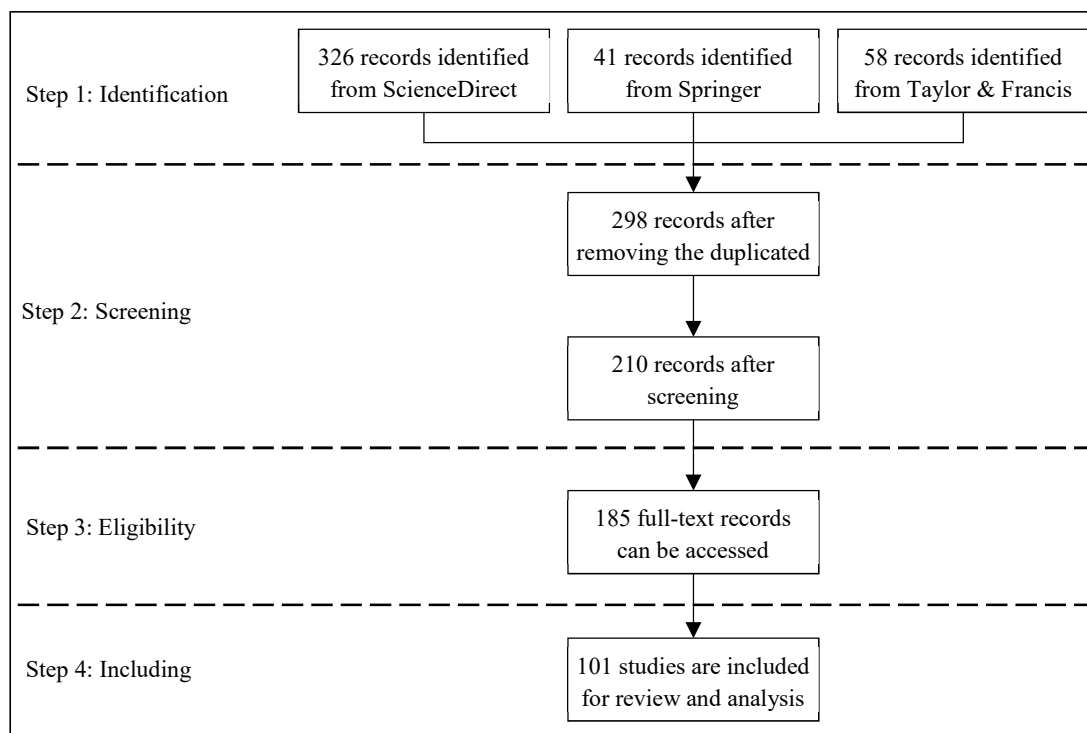 Step 1: Identification
326 records identified
from ScienceDirect
41 records identified
from Springer
58 records identified
from Taylor & Francis
Step 2: Screening
298 records after
removing the duplicated
210 records after
screening
Step 3: Eligibility
185 full-text records
can be accessed
Step 4: Including
101 studies are included
for review and analysis